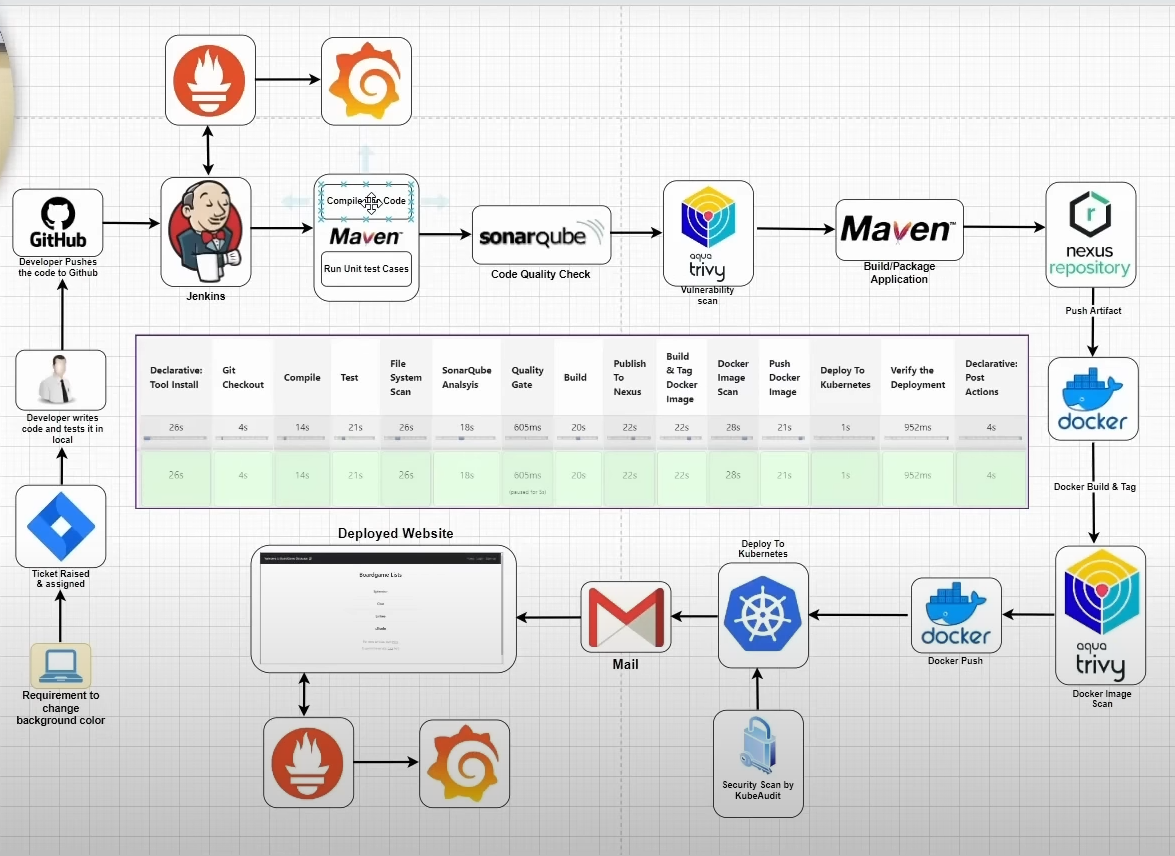 GitHub
Developer Pushes
the code to Github
Jenkins
Compile
Code
Maven™
Run Unit test Cases
sonarqube
Code Quality Check
aqua
trivy
Vulnerability
scan
Maven™
Build/Package
Application
nexus
repository
Push Artifact
Developer writes
code and tests it in
local
Declarative:
Tool Install
Git
Checkout
Compile
Test
File
System
Scan
SonarQube
Analsyis
Quality
Gate
Build
Publish
To
Nexus
Build
& Tag
Docker
Image
Docker
Image
Scan
Push
Docker
Image
Deploy To
Kubernetes
Verify the
Deployment
Declarative:
Post
Actions
26s 4s 14s 21s 26s 18s 605ms 20s 22s 22s 28s 21s 1s 952ms 4s
26s 4s 14s 21s 26s 18s 605ms 20s 22s 22s 28s 21s 1s 952ms 4s
(paused for 5s)
docker
Docker Build & Tag
Ticket Raised
& assigned
Requirement to
change
background color
Deployed Website
Boardgame Lists
Mail
Deploy To
Kubernetes
docker
Docker Push
aqua
trivy
Docker Image
Scan
Security Scan by
KubeAudit